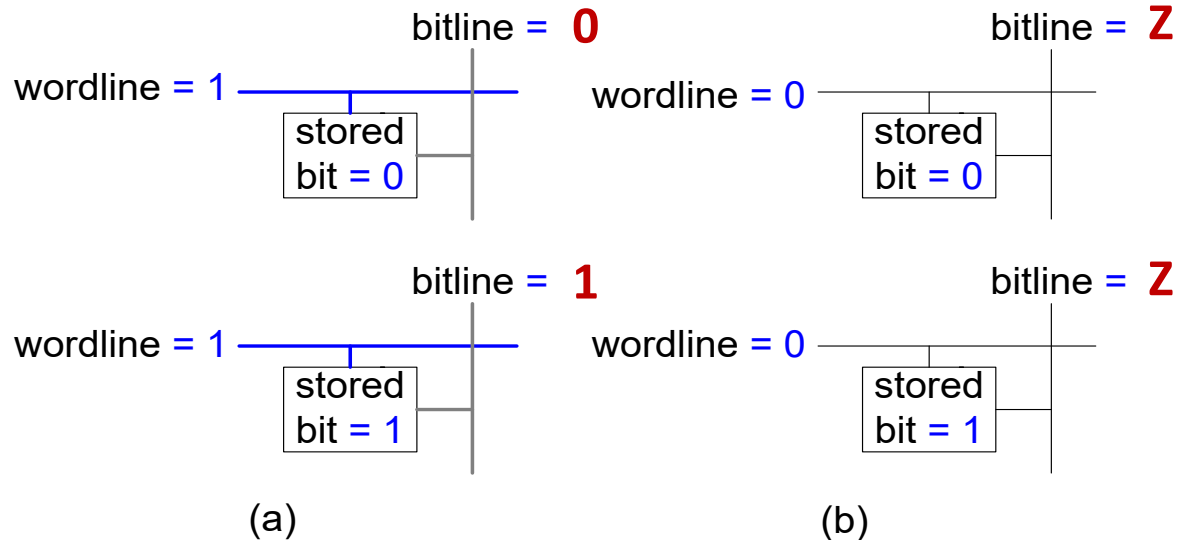 bitline = 0
wordline = 1
stored
bit = 0
bitline = Z
wordline = 0
stored
bit = 0
bitline = 1
wordline = 1
stored
bit = 1
bitline = Z
wordline = 0
stored
bit = 1
(a)
(b)